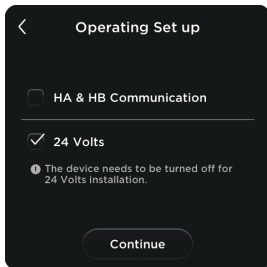 Operating Set up
HA & HB Communication
24 Volts
The device needs to be turned off for
24 Volts installation.
Continue